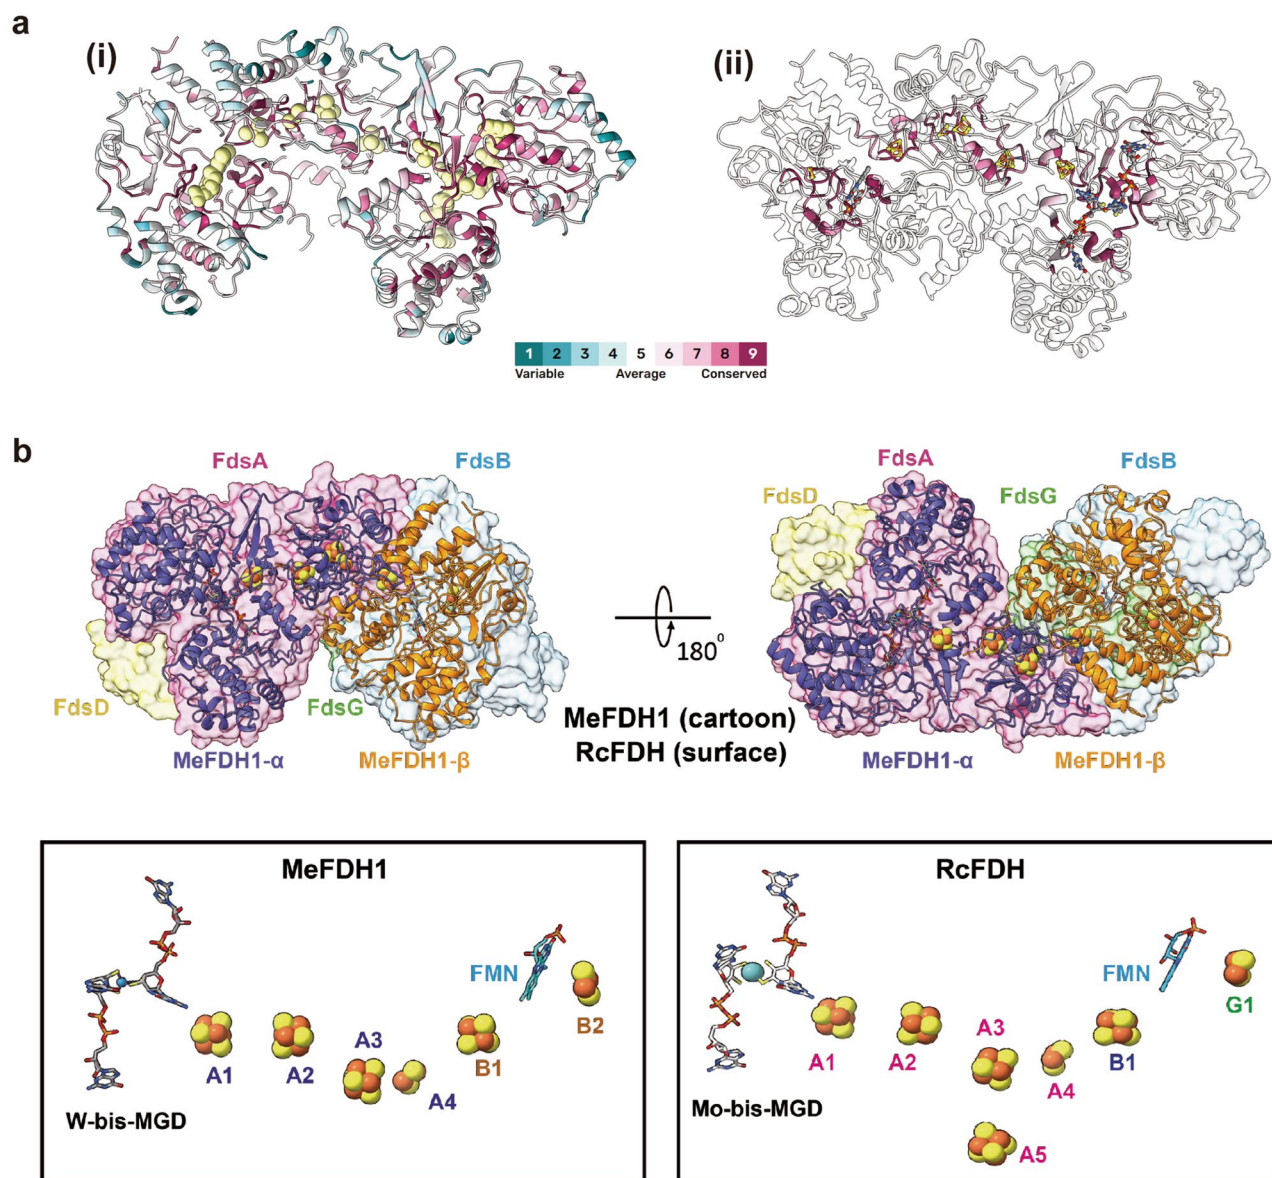 a
(i)
(ii)
1 2 3 4 5 6 7 8 9
Variable Average Conserved
b
FdsA
FdsB
FdsD
FdsG
MeFDH1-α
MeFDH1-β
180°
MeFDH1 (cartoon)
RcFDH (surface)
FdsA
FdsB
FdsD
FdsG
MeFDH1-α
MeFDH1-β
MeFDH1
FMN
A3
B2
A1
A2
B1
A4
W-bis-MGD
RcFDH
FMN
G1
A3
A1
A2
A4
B1
Mo-bis-MGD
A5